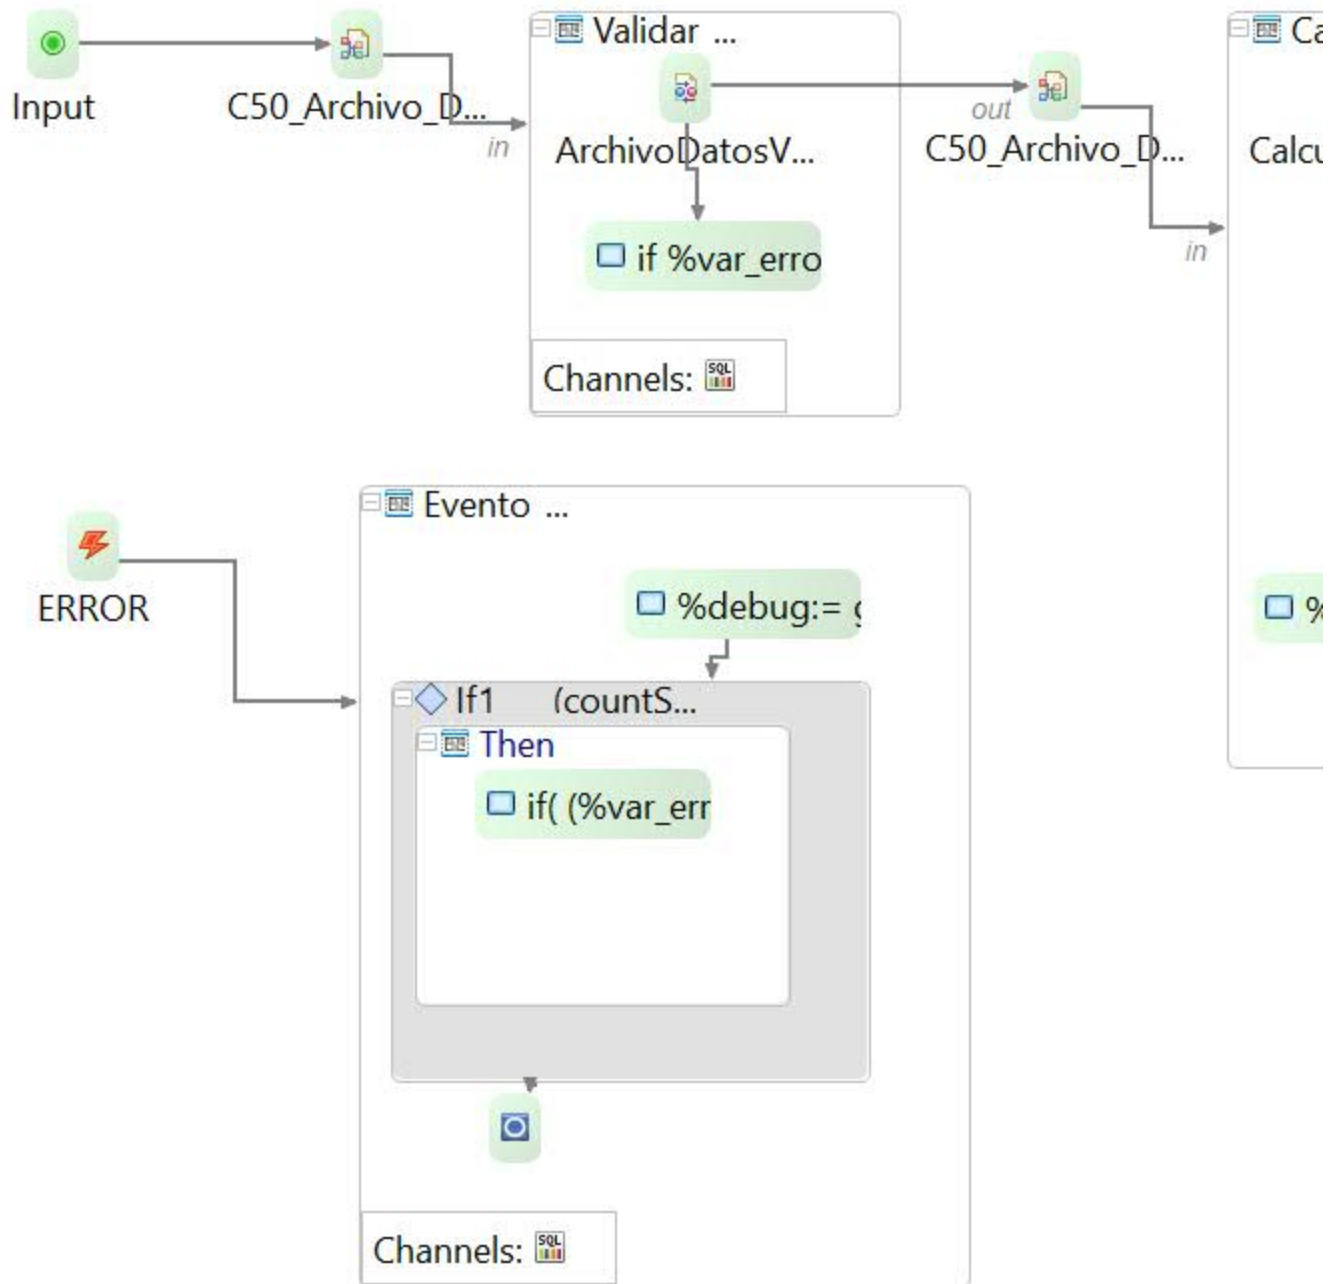 Input
C50_Archivo_D...
in
Validar ...
ArchivoDatosV...
if %var_erro
Channels:
SQL
out
C50_Archivo_D...
in
Ca
Calcu
%
ERROR
Evento ...
%debug:= g
If1 (countS...
Then
if( (%var_err
Channels:
SQL